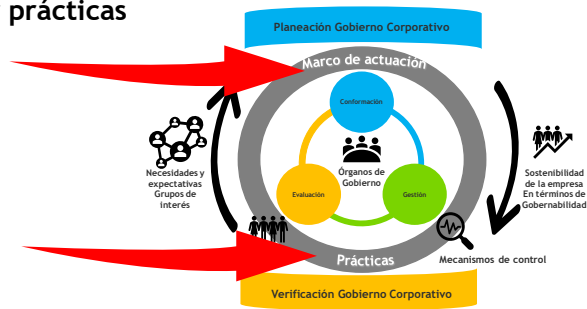 prácticas
Planeación Gobierno Corporativo
Marco de actuación
Conformación
Necesidades y
expectativas
Grupos de
interés
Órganos de
Gobierno
Evaluación
Gestión
Sostenibilidad
de la empresa
En términos de
Gobernabilidad
Prácticas
Mecanismos de control
Verificación Gobierno Corporativo